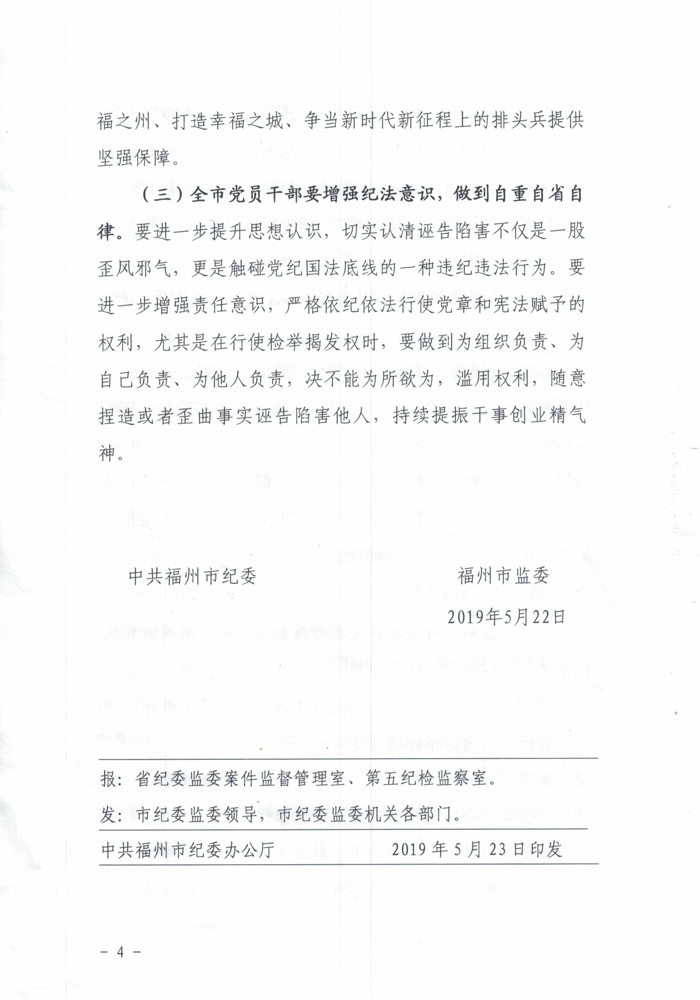 福之州、打造幸福之城、争当新时代新征程上的排头兵提供
坚强保障。
（三）全市党员干部要增强纪法意识，做到自重自省自
律。要进一步提升思想认识，切实认清诬告陷害不仅是一股
歪风邪气，更是触碰党纪国法底线的一种违纪违法行为。要
进一步增强责任意识，严格依纪依法行使党章和宪法赋予的
权利，尤其是在行使检举揭发权时，要做到为组织负责、为
自己负责、为他人负责，决不能为所欲为，滥用权利，随意
捏造或者歪曲事实诬告陷害他人，持续提振干事创业精气
神。
中共福州市纪委 福州市监委
2019年5月22日
报：省纪委监委案件监督管理室、第五纪检监察室。
发：市纪委监委领导，市纪委监委机关各部门。
中共福州市纪委办公厅 2019 年 5 月 23 日印发
- 4 -